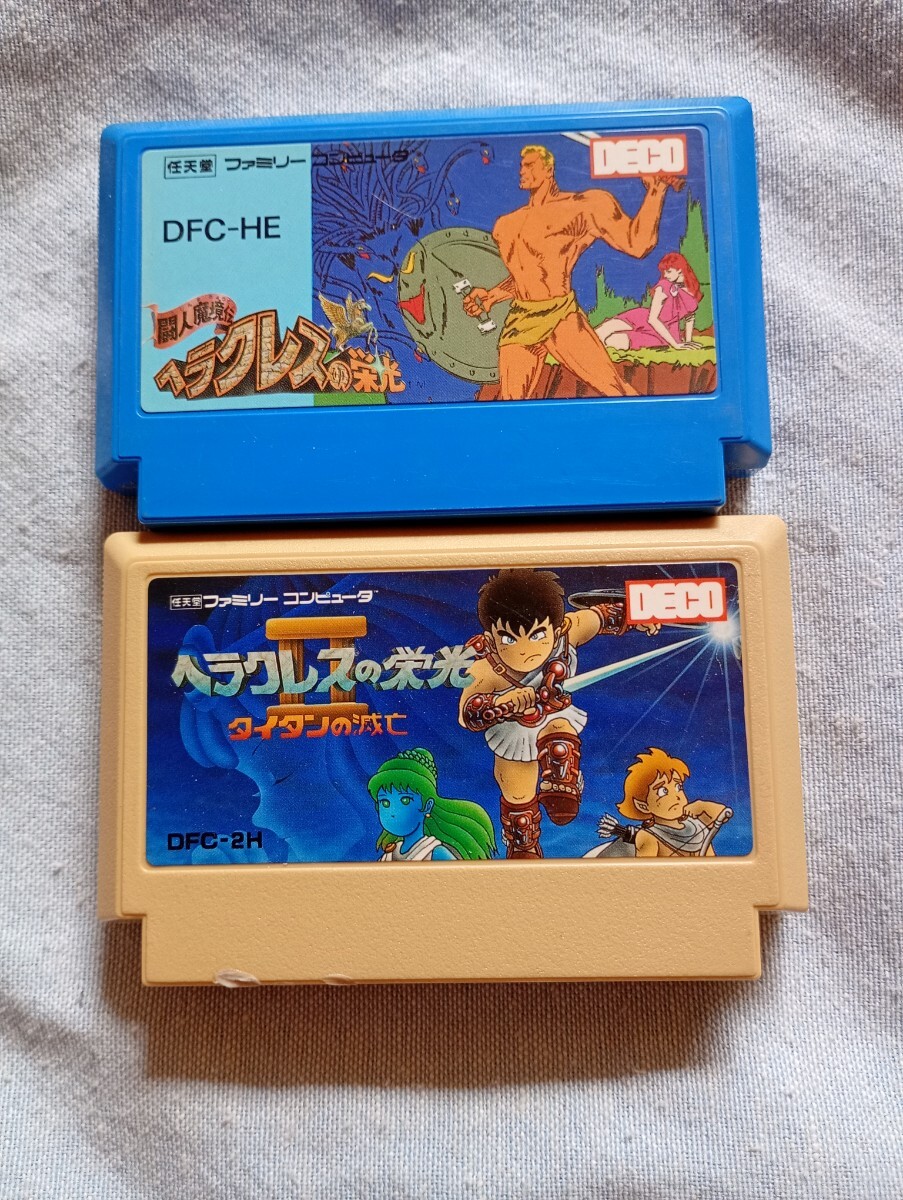 任天堂 ファミリー コンピュータ
DECO
DFC-HE
闘人魔境伝
ヘラクレスの栄光
TM
任天堂 ファミリー コンピュータ
DECO
II
ヘラクレスの栄光
タイタンの滅亡
DFC-2H